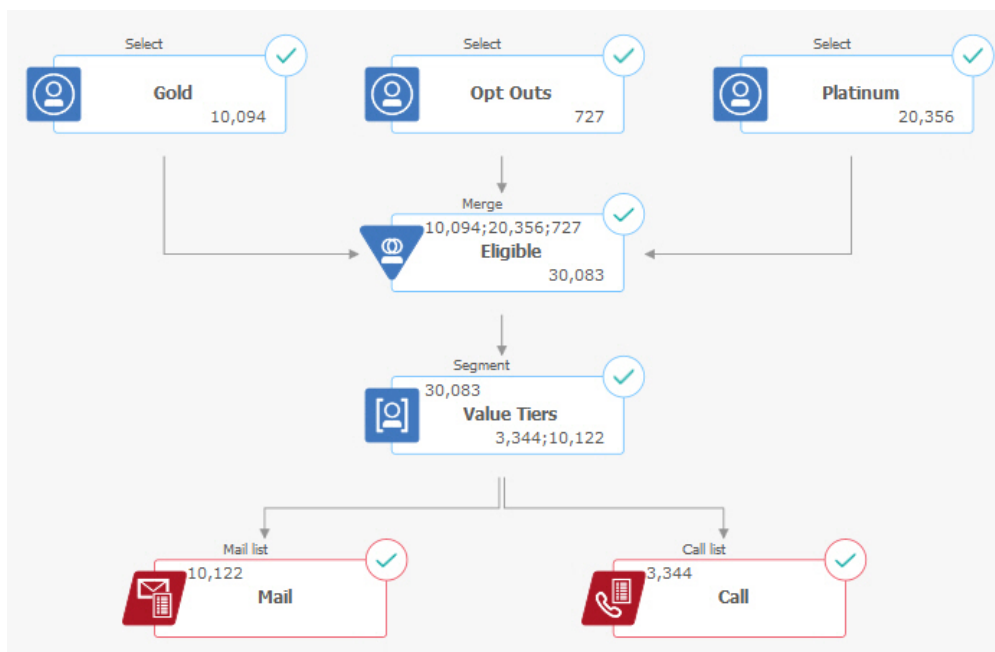 Select
Select
Select
Gold
Opt Outs
Platinum
10,094
727
20,356
Merge
10,094;20,356;727
Eligible
30,083
Segment
30,083
Value Tiers
3,344;10,122
Mail list
Call list
10,122
3,344
Mail
Call